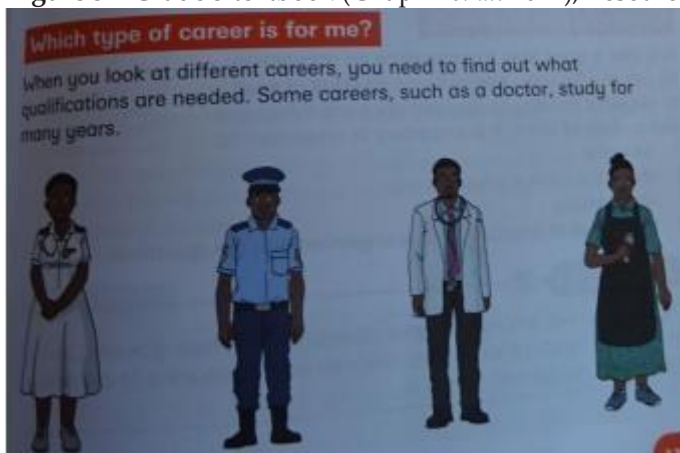 Which type of career is for me?
When you look at different careers, you need to find out what
qualifications are needed. Some careers, such as a doctor, study for
many years.